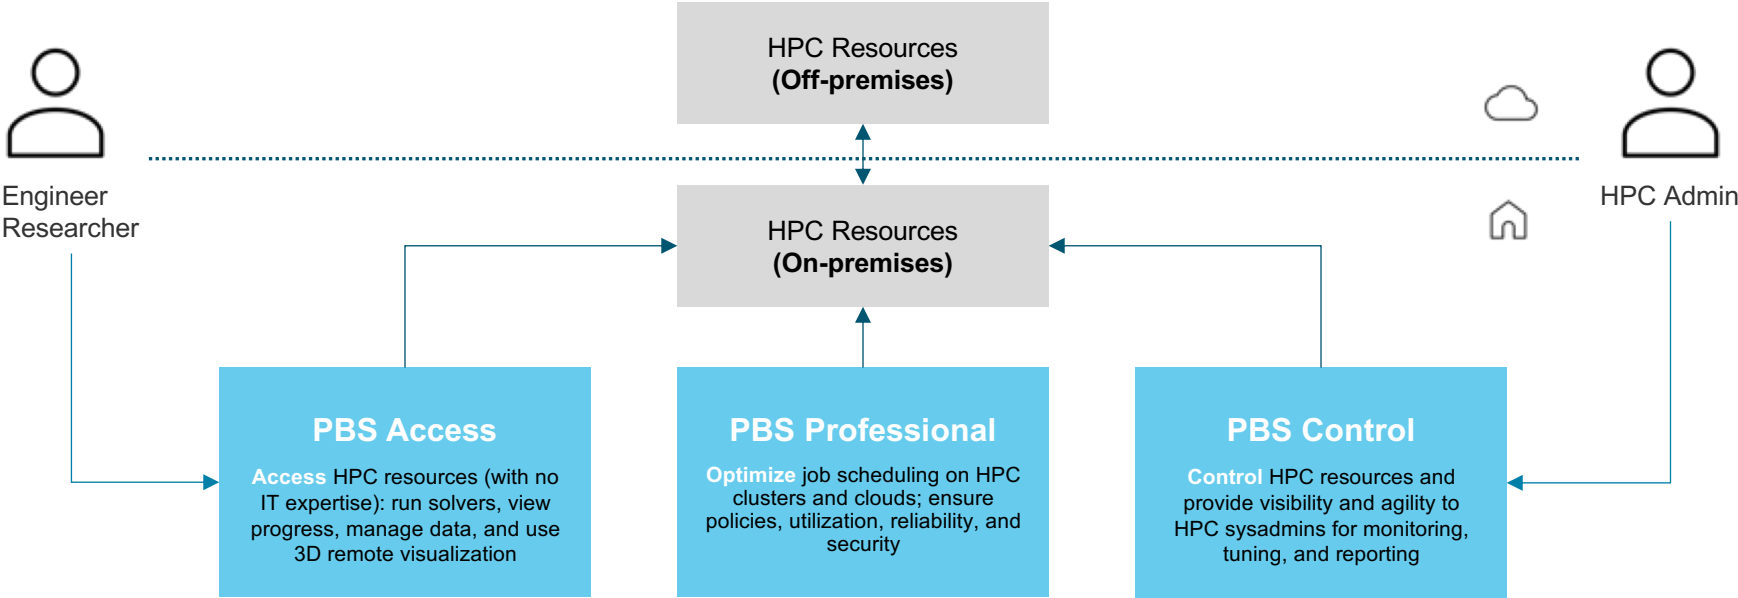 HPC Resources
(Off-premises)
Engineer
Researcher
HPC Admin
HPC Resources
(On-premises)
PBS Access
Access HPC resources (with no
IT expertise): run solvers, view
progress, manage data, and use
3D remote visualization
PBS Professional
Optimize job scheduling on HPC
clusters and clouds; ensure
policies, utilization, reliability, and
security
PBS Control
Control HPC resources and
provide visibility and agility to
HPC sysadmins for monitoring,
tuning, and reporting